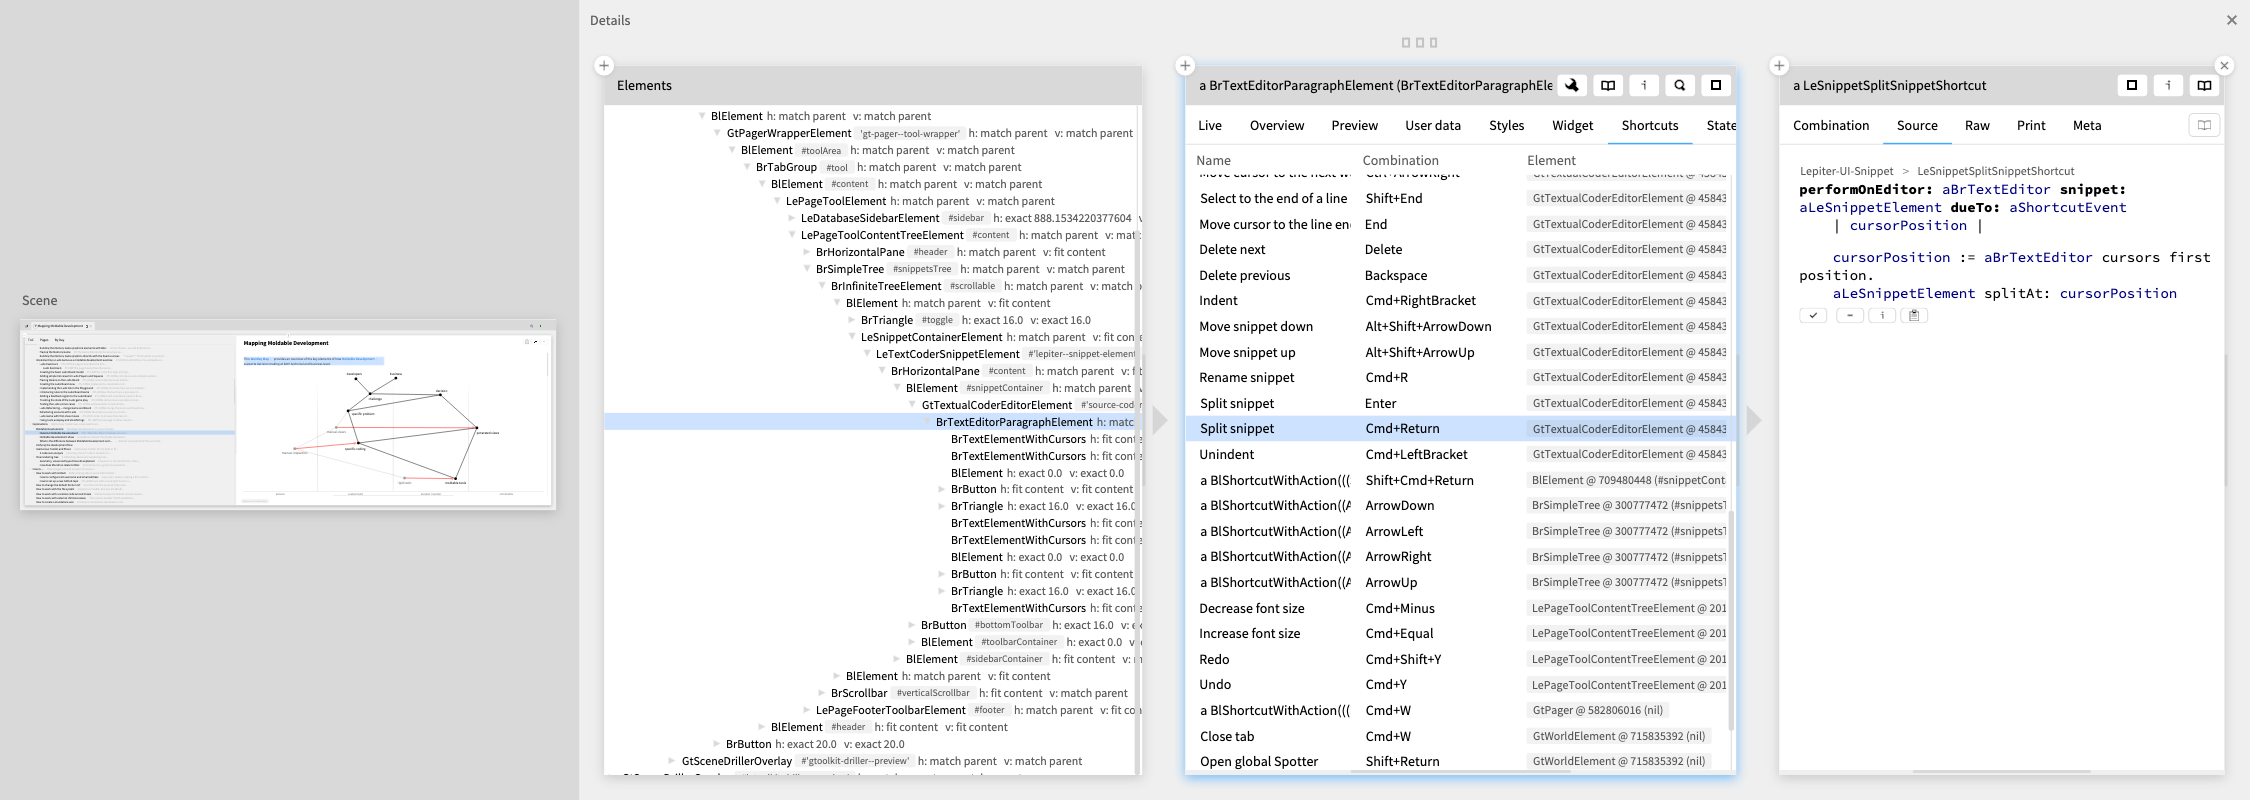 Details
Scene
Mapping Moldable Development
Elements
BlElement h: match parent v: match parent
GtPagerWrapperElement 'gt-pager--tool-wrapper' h: match parent v: match parent
BlElement #toolArea h: match parent v: match parent
BrTabGroup #tool h: match parent v: match parent
BlElement #content h: match parent v: match parent
LePageToolElement h: match parent v: match parent
LeDatabaseSidebarElement #sidebar h: exact 888.1534220377604 v
LePageToolContentTreeElement #content h: match parent v: mat
BrHorizontalPane #header h: match parent v: fit content
BrSimpleTree #snippetsTree h: match parent v: match parent
BrInfiniteTreeElement #scrollable h: match parent v: match p
BlElement h: match parent v: fit content
BrTriangle #toggle h: exact 16.0 v: exact 16.0
LeSnippetContainerElement h: match parent v: fit cont
LeTextCoderSnippetElement #'lepiter--snippet-element
BrHorizontalPane #content h: match parent v: f
BlElement #snippetContainer h: match parent
GtTextualCoderEditorElement #'source-coder
BrTextEditorParagraphElement h: matc
BrTextElementWithCursors h: fit conte
BrTextElementWithCursors h: fit conte
BlElement h: exact 0.0 v: exact 0.0
BrButton h: fit content v: fit content
BrTriangle h: exact 16.0 v: exact 16.0
BrTextElementWithCursors h: fit conte
BrTextElementWithCursors h: fit conte
BlElement h: exact 0.0 v: exact 0.0
BrButton h: fit content v: fit content
BrTriangle h: exact 16.0 v: exact 16.0
BrTextElementWithCursors h: fit conte
BrButton #bottomToolbar h: exact 16.0 v: e
BlElement #toolbarContainer h: exact 0.0 v:
BlElement #sidebarContainer h: fit content v:
BlElement h: match parent v: fit content
BrScrollbar #verticalScrollbar h: fit content v: match parent
LePageFooterToolbarElement #footer h: match parent v: fit con
BlElement #header h: fit content v: fit content
BrButton h: exact 20.0 v: exact 20.0
GtSceneDrillerOverlay #'gtoolkit-driller--preview' h: match parent v: match parent
a BrTextEditorParagraphElement (BrTextEditorParagraphEle
Live Overview Preview User data Styles Widget Shortcuts State
Name Combination Element
Move cursor to the next w Ctrl+ArrowRight GtTextualCoderEditorElement @ 45843
Select to the end of a line Shift+End GtTextualCoderEditorElement @ 45843
Move cursor to the line en End GtTextualCoderEditorElement @ 45843
Delete next Delete GtTextualCoderEditorElement @ 45843
Delete previous Backspace GtTextualCoderEditorElement @ 45843
Indent Cmd+RightBracket GtTextualCoderEditorElement @ 45843
Move snippet down Alt+Shift+ArrowDown GtTextualCoderEditorElement @ 45843
Move snippet up Alt+Shift+ArrowUp GtTextualCoderEditorElement @ 45843
Rename snippet Cmd+R GtTextualCoderEditorElement @ 45843
Split snippet Enter GtTextualCoderEditorElement @ 45843
Split snippet Cmd+Return GtTextualCoderEditorElement @ 45843
Unindent Cmd+LeftBracket GtTextualCoderEditorElement @ 45843
a BlShortcutWithAction((( Shift+Cmd+Return BlElement @ 709480448 (#snippetCont
a BlShortcutWithAction((A ArrowDown BrSimpleTree @ 300777472 (#snippetsT
a BlShortcutWithAction((A ArrowLeft BrSimpleTree @ 300777472 (#snippetsT
a BlShortcutWithAction((A ArrowRight BrSimpleTree @ 300777472 (#snippetsT
a BlShortcutWithAction((A ArrowUp BrSimpleTree @ 300777472 (#snippetsT
Decrease font size Cmd+Minus LePageToolContentTreeElement @ 201
Increase font size Cmd+Equal LePageToolContentTreeElement @ 201
Redo Cmd+Shift+Y LePageToolContentTreeElement @ 201
Undo Cmd+Y LePageToolContentTreeElement @ 201
a BlShortcutWithAction((( Cmd+W GtPager @ 582806016 (nil)
Close tab Cmd+W GtWorldElement @ 715835392 (nil)
Open global Spotter Shift+Return GtWorldElement @ 715835392 (nil)
a LeSnippetSplitSnippetShortcut
Combination Source Raw Print Meta
Lepiter-UI-Snippet > LeSnippetSplitSnippetShortcut
performOnEditor: aBrTextEditor snippet:
aLeSnippetElement dueTo: aShortcutEvent
| cursorPosition |
cursorPosition := aBrTextEditor cursors first
position.
aLeSnippetElement splitAt: cursorPosition